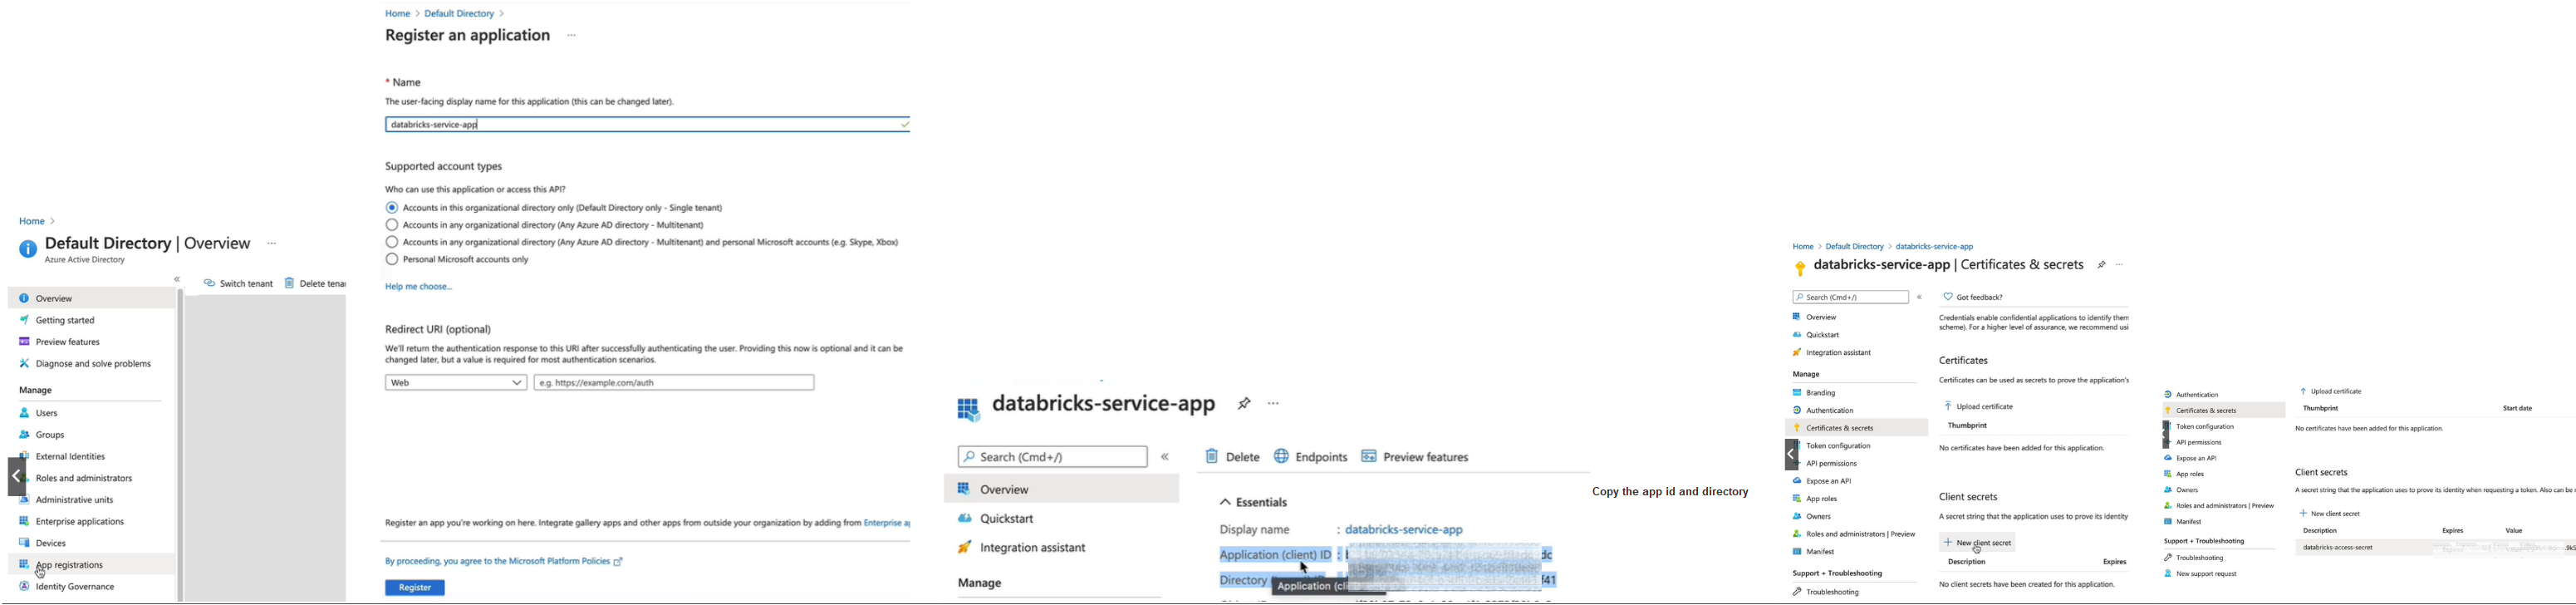 Home >
Default Directory | Overview ...
Azure Active Directory
«
Switch tenant Delete tena
Overview
Getting started
Preview features
Diagnose and solve problems
Manage
Users
Groups
External Identities
Roles and administrators
Administrative units
Enterprise applications
Devices
App registrations
Identity Governance
Home > Default Directory >
Register an application ...
* Name
The user-facing display name for this application (this can be changed later).
databricks-service-app
Supported account types
Who can use this application or access this API?
Accounts in this organizational directory only (Default Directory only - Single tenant)
Accounts in any organizational directory (Any Azure AD directory - Multitenant)
Accounts in any organizational directory (Any Azure AD directory - Multitenant) and personal Microsoft accounts (e.g. Skype, Xbox)
Personal Microsoft accounts only
Help me choose...
Redirect URI (optional)
We'll return the authentication response to this URI after successfully authenticating the user. Providing this now is optional and it can be
changed later, but a value is required for most authentication scenarios.
Web e.g. https://example.com/auth
Register an app you're working on here. Integrate gallery apps and other apps from outside your organization by adding from Enterprise ap
By proceeding, you agree to the Microsoft Platform Policies
Register
databricks-service-app ...
Search (Cmd+/) «
Delete Endpoints Preview features
Overview
Quickstart
Integration assistant
Manage
Essentials
Display name : databricks-service-app
Application (client) ID : dc
Directory f41
Application (cli
Copy the app id and directory
Home > Default Directory > databricks-service-app
databricks-service-app | Certificates & secrets ...
Search (Cmd+/) «
Overview
Quickstart
Integration assistant
Manage
Branding
Authentication
Certificates & secrets
Token configuration
API permissions
Expose an API
App roles
Owners
Roles and administrators | Preview
Manifest
Support + Troubleshooting
Troubleshooting
Got feedback?
Credentials enable confidential applications to identify them
scheme). For a higher level of assurance, we recommend usi
Certificates
Certificates can be used as secrets to prove the application's
Upload certificate
Thumbprint
No certificates have been added for this application.
Client secrets
A secret string that the application uses to prove its identity
New client secret
Description Expires
No client secrets have been created for this application.
Authentication
Certificates & secrets
Token configuration
API permissions
Expose an API
App roles
Owners
Roles and administrators | Preview
Manifest
Support + Troubleshooting
Troubleshooting
New support request
Upload certificate
Thumbprint Start date
No certificates have been added for this application.
Client secrets
A secret string that the application uses to prove its identity when requesting a token. Also can be
New client secret
Description Expires Value
databricks-access-secret